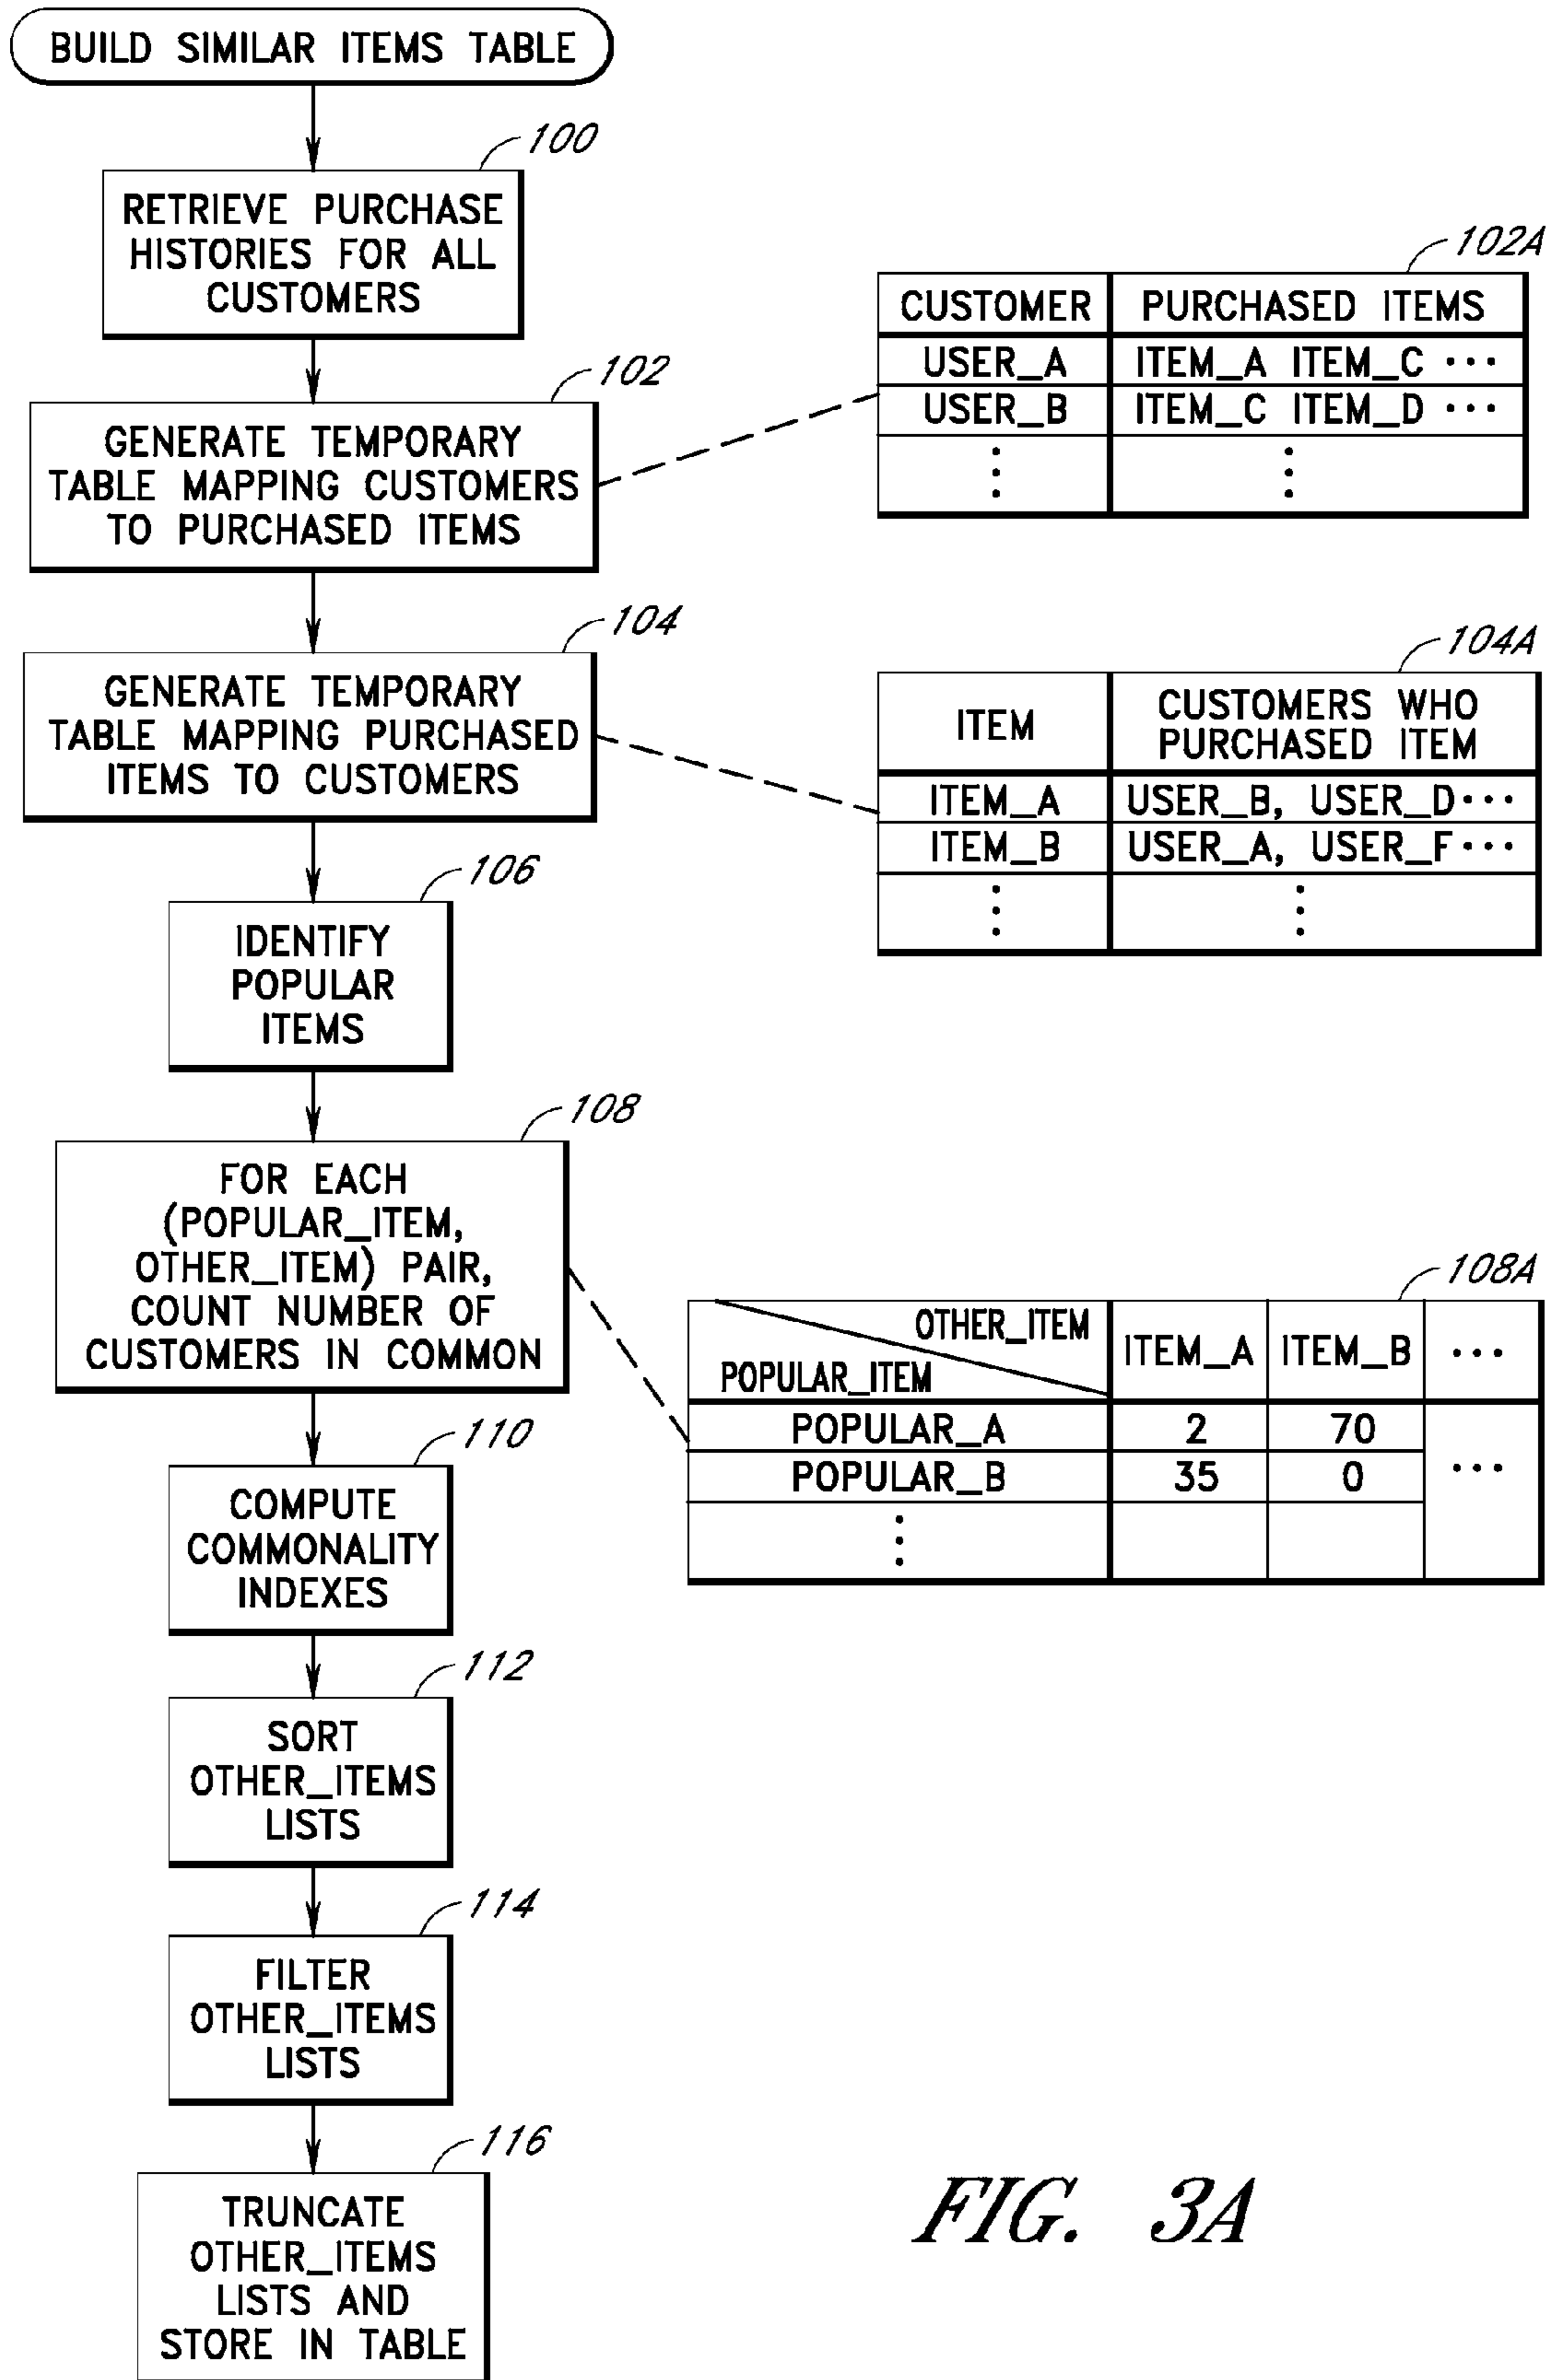 BUILD SIMILAR ITEMS TABLE
100
RETRIEVE PURCHASE
HISTORIES FOR ALL
CUSTOMERS
102
GENERATE TEMPORARY
TABLE MAPPING CUSTOMERS
TO PURCHASED ITEMS
102A
CUSTOMER PURCHASED ITEMS
USER_A ITEM_A ITEM_C ···
USER_B ITEM_C ITEM_D ···
104
GENERATE TEMPORARY
TABLE MAPPING PURCHASED
ITEMS TO CUSTOMERS
104A
ITEM
CUSTOMERS WHO
PURCHASED ITEM
ITEM_A USER_B, USER_D···
ITEM_B USER_A, USER_F···
106
IDENTIFY
POPULAR
ITEMS
108
FOR EACH
(POPULAR_ITEM,
OTHER_ITEM) PAIR,
COUNT NUMBER OF
CUSTOMERS IN COMMON
108A
OTHER_ITEM
POPULAR_ITEM
ITEM_A ITEM_B ···
POPULAR_A 2 70
POPULAR_B 35 0 ···
110
COMPUTE
COMMONALITY
INDEXES
112
SORT
OTHER_ITEMS
LISTS
114
FILTER
OTHER_ITEMS
LISTS
116
TRUNCATE
OTHER_ITEMS
LISTS AND
STORE IN TABLE
FIG. 3A